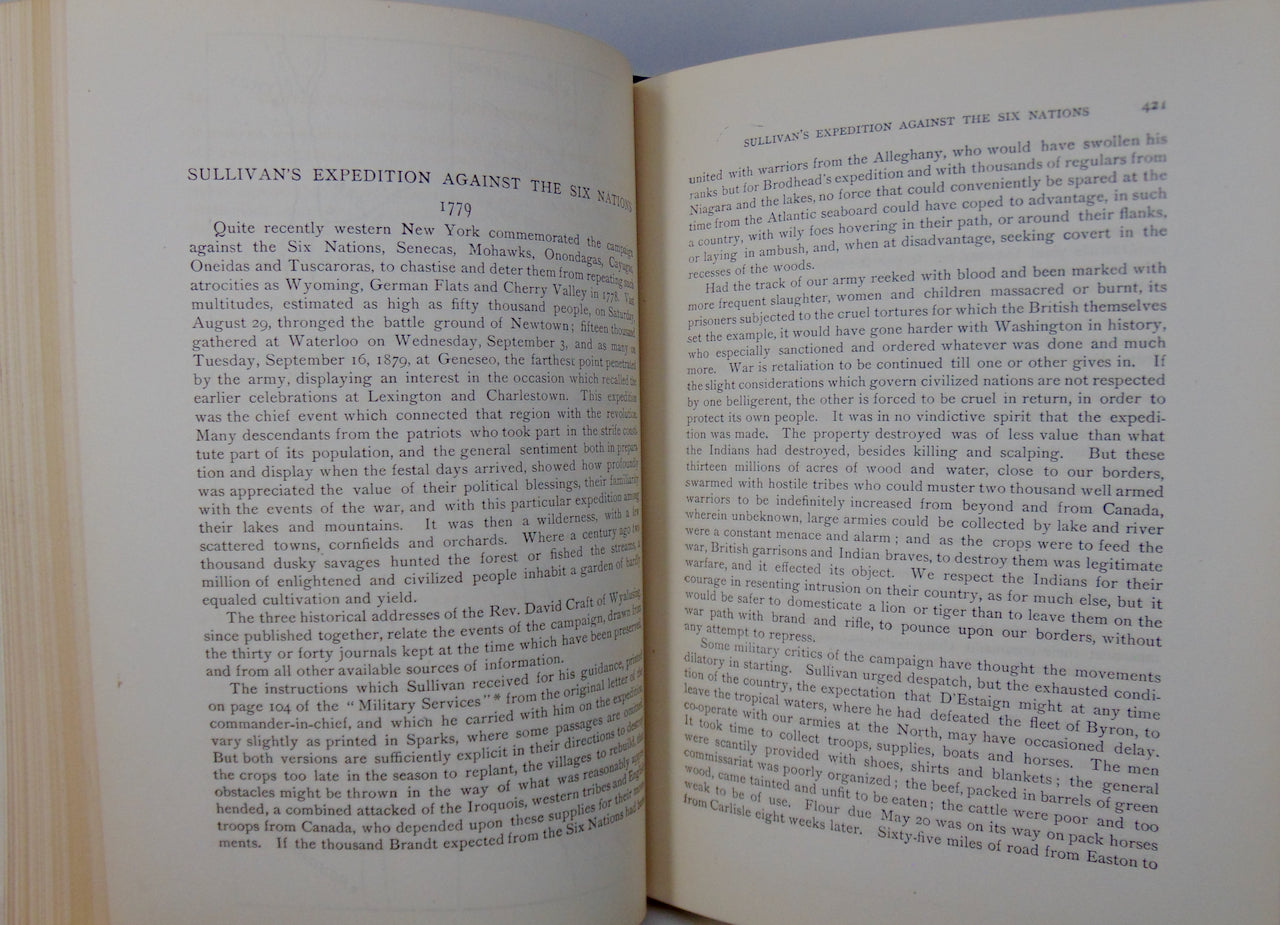 SULLIVAN'S EXPEDITION AGAINST THE SIX NATIONS
1779
Quite recently western New York commemorated the campaign
against the Six Nations, Senecas, Mohawks, Onondagas, Cayugas,
Oneidas and Tuscaroras, to chastise and deter them from repeating such
atrocities as Wyoming, German Flats and Cherry Valley in 1778. Vast
multitudes, estimated as high as fifty thousand people, on Saturday,
August 29, thronged the battle ground of Newtown; fifteen thousand
gathered at Waterloo on Wednesday, September 3, and as many on
Tuesday, September 16, 1879, at Geneseo, the farthest point penetrated
by the army, displaying an interest in the occasion which recalled the
earlier celebrations at Lexington and Charlestown. This expedition
was the chief event which connected that region with the revolution.
Many descendants from the patriots who took part in the strife consti-
tute part of its population, and the general sentiment both in prepara-
tion and display when the festal days arrived, showed how profoundly
was appreciated the value of their political blessings, their familiarity
with the events of the war, and with this particular expedition among
their lakes and mountains. It was then a wilderness, with a few
scattered towns, cornfields and orchards. Where a century ago two
thousand dusky savages hunted the forest or fished the streams, a
million of enlightened and civilized people inhabit a garden of hardly
equaled cultivation and yield.
The three historical addresses of the Rev. David Craft of Wyalusing,
since published together, relate the events of the campaign, drawn from
the thirty or forty journals kept at the time which have been preserved,
and from all other available sources of information.
The instructions which Sullivan received for his guidance, printed
on page 104 of the "Military Services"* from the original letter of the
commander-in-chief, and which he carried with him on the expedition,
vary slightly as printed in Sparks, where some passages are omitted.
But both versions are sufficiently explicit in their directions to destroy
the crops too late in the season to replant, the villages to rebuild, that
obstacles might be thrown in the way of what was reasonably appre-
hended, a combined attacked of the Iroquois, western tribes and English
troops from Canada, who depended upon these supplies for their move-
ments. If the thousand Brandt expected from the Six Nations had been
SULLIVAN'S EXPEDITION AGAINST THE SIX NATIONS 421
united with warriors from the Alleghany, who would have swollen his
ranks but for Brodhead's expedition and with thousands of regulars from
Niagara and the lakes, no force that could conveniently be spared at the
time from the Atlantic seaboard could have coped to advantage, in such
a country, with wily foes hovering in their path, or around their flanks,
or laying in ambush, and, when at disadvantage, seeking covert in the
recesses of the woods.
Had the track of our army reeked with blood and been marked with
more frequent slaughter, women and children massacred or burnt, its
prisoners subjected to the cruel tortures for which the British themselves
set the example, it would have gone harder with Washington in history,
who especially sanctioned and ordered whatever was done and much
more. War is retaliation to be continued till one or other gives in. If
the slight considerations which govern civilized nations are not respected
by one belligerent, the other is forced to be cruel in return, in order to
protect its own people. It was in no vindictive spirit that the expedi-
tion was made. The property destroyed was of less value than what
the Indians had destroyed, besides killing and scalping. But these
thirteen millions of acres of wood and water, close to our borders,
swarmed with hostile tribes who could muster two thousand well armed
warriors to be indefinitely increased from beyond and from Canada,
wherein unbeknown, large armies could be collected by lake and river
were a constant menace and alarm; and as the crops were to feed the
war, British garrisons and Indian braves, to destroy them was legitimate
warfare, and it effected its object. We respect the Indians for their
courage in resenting intrusion on their country, as for much else, but it
would be safer to domesticate a lion or tiger than to leave them on the
war path with brand and rifle, to pounce upon our borders, without
any attempt to repress.
Some military critics of the campaign have thought the movements
dilatory in starting. Sullivan urged despatch, but the exhausted condi-
tion of the country, the expectation that D'Estaign might at any time
leave the tropical waters, where he had defeated the fleet of Byron, to
co-operate with our armies at the North, may have occasioned delay.
It took time to collect troops, supplies, boats and horses. The men
were scantily provided with shoes, shirts and blankets; the general
commissariat was poorly organized; the beef, packed in barrels of green
wood, came tainted and unfit to be eaten; the cattle were poor and too
weak to be of use. Flour due May 20 was on its way on pack horses
from Carlisle eight weeks later. Sixty-five miles of road from Easton to